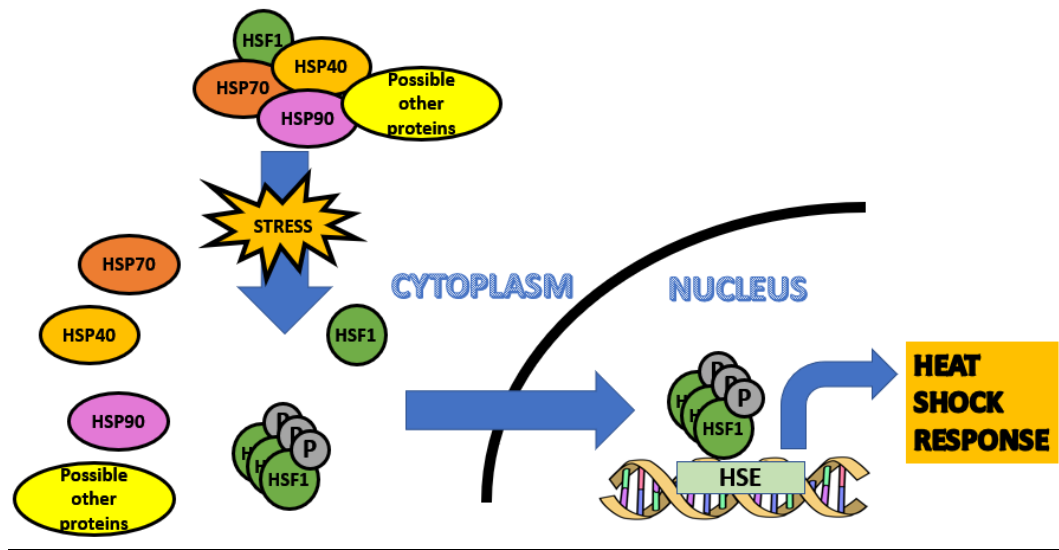 HSF1
HSP40
HSP70
Possible
other
proteins
HSP90
STRESS
HSP70
CYTOPLASM
NUCLEUS
HSP40
HSF1
HEAT
SHOCK
RESPONSE
P
HSF1
HSP90
P
HSF1
HSE
Possible
other
proteins